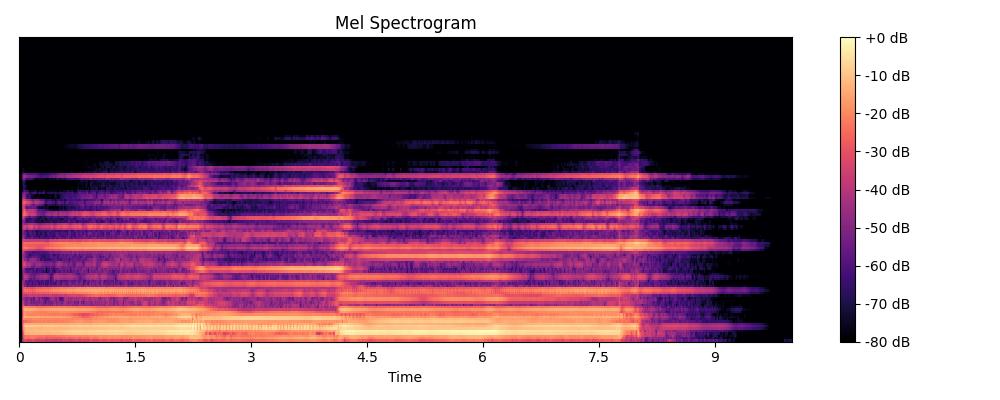 Mel Spectrogram
+0 dB
-10 dB
-20 dB
-30 dB
-40 dB
-50 dB
-60 dB
-70 dB
-80 dB
0 1.5 3 4.5 6 7.5 9
Time